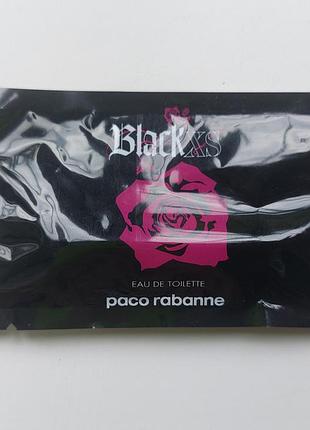 Black XS
EAU DE TOILETTE
paco rabanne